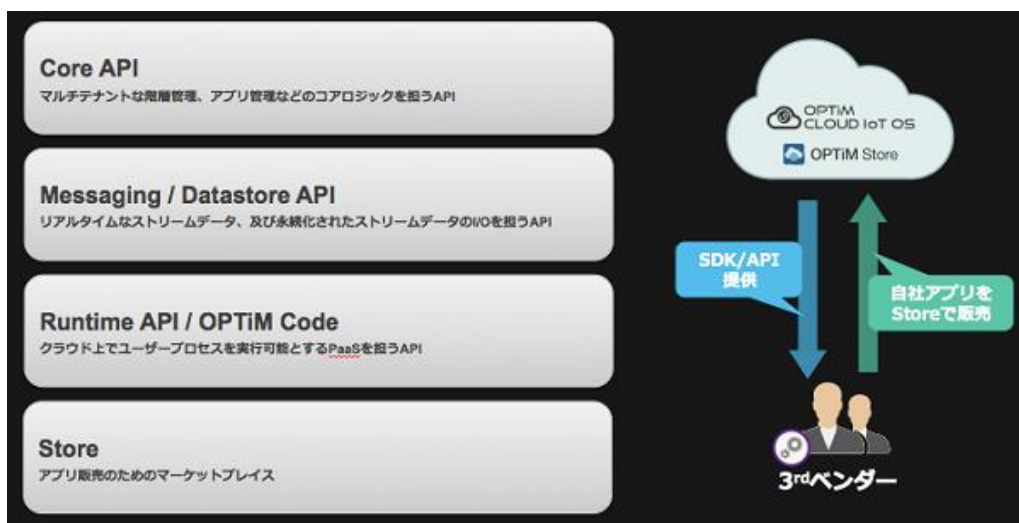 Core API
マルチテナントな階層管理、アプリ管理などのコアロジックを担うAPI
Messaging / Datastore API
リアルタイムなストリームデータ、及び永続化されたストリームデータのI/Oを担うAPI
Runtime API / OPTiM Code
クラウド上でユーザープロセスを実行可能とするPaaSを担うAPI
Store
アプリ販売のためのマーケットプレイス
OPTiM
CLOUD IoT OS
OPTiM Store
SDK/API
提供
自社アプリを
Storeで販売
3rdベンダー